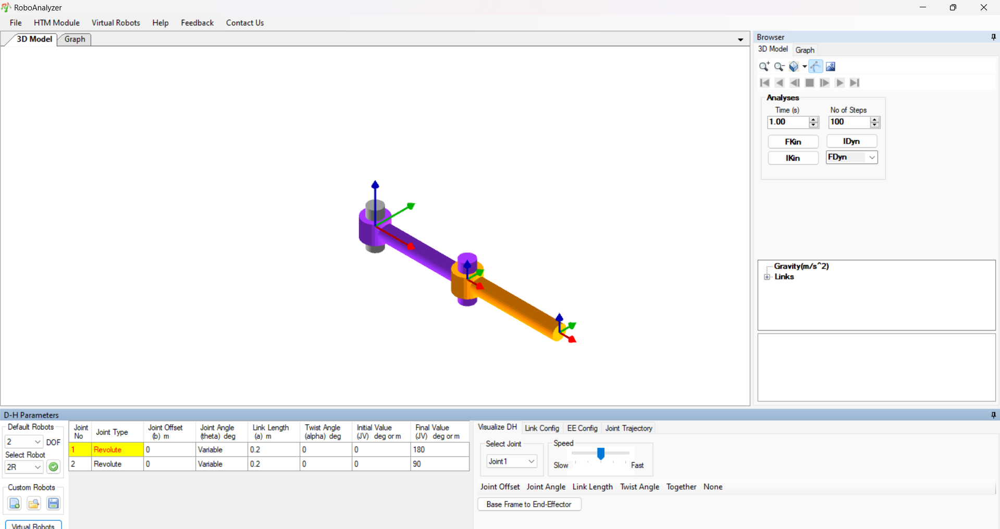 RoboAnalyzer
File HTM Module Virtual Robots Help Feedback Contact Us
3D Model Graph
Browser
3D Model Graph
Analyses
Time (s) No of Steps
1.00 100
FKin IDyn
IKin FDyn
Gravity(m/s^2)
Links
D-H Parameters
Default Robots
2 DOF
Select Robot
2R
Custom Robots
Virtual Robots
Joint No Joint Type Joint Offset (b) m Joint Angle (theta) deg Link Length (a) m Twist Angle (alpha) deg Initial Value (JV) deg or m Final Value (JV) deg or m
1 Revolute 0 Variable 0.2 0 0 180
2 Revolute 0 Variable 0.2 0 0 90
Visualize DH Link Config EE Config Joint Trajectory
Select Joint Speed
Joint1
Slow Fast
Joint Offset Joint Angle Link Length Twist Angle Together None
Base Frame to End-Effector